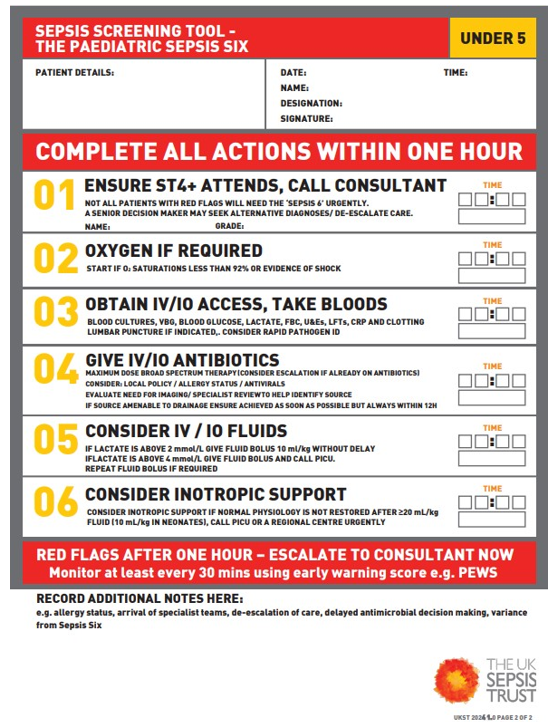 SEPSIS SCREENING TOOL -
THE PAEDIATRIC SEPSIS SIX
UNDER 5
PATIENT DETAILS:
DATE:
TIME:
NAME:
DESIGNATION:
SIGNATURE:
COMPLETE ALL ACTIONS WITHIN ONE HOUR
01
ENSURE ST4+ ATTENDS, CALL CONSULTANT
NOT ALL PATIENTS WITH RED FLAGS WILL NEED THE ‘SEPSIS 6’ URGENTLY.
A SENIOR DECISION MAKER MAY SEEK ALTERNATIVE DIAGNOSES/ DE-ESCALATE CARE.
NAME:
GRADE:
TIME
02
OXYGEN IF REQUIRED
START IF O₂ SATURATIONS LESS THAN 92% OR EVIDENCE OF SHOCK
TIME
03
OBTAIN IV/IO ACCESS, TAKE BLOODS
BLOOD CULTURES, VBG, BLOOD GLUCOSE, LACTATE, FBC, U&Es, LFTs, CRP AND CLOTTING
LUMBAR PUNCTURE IF INDICATED,. CONSIDER RAPID PATHOGEN ID
TIME
04
GIVE IV/IO ANTIBIOTICS
MAXIMUM DOSE BROAD SPECTRUM THERAPY(CONSIDER ESCALATION IF ALREADY ON ANTIBIOTICS)
CONSIDER: LOCAL POLICY / ALLERGY STATUS / ANTIVIRALS
EVALUATE NEED FOR IMAGING/ SPECIALIST REVIEWTO HELP IDENTIFY SOURCE
IF SOURCE AMENABLE TO DRAINAGE ENSURE ACHIEVED AS SOON AS POSSIBLE BUT ALWAYS WITHIN 12H
TIME
05
CONSIDER IV / IO FLUIDS
IF LACTATE IS ABOVE 2 mmol/L GIVE FLUID BOLUS 10 ml/kg WITHOUT DELAY
IFLACTATE IS ABOVE 4 mmol/L GIVE FLUID BOLUS AND CALL PICU.
REPEAT FLUID BOLUS IF REQUIRED
TIME
06
CONSIDER INOTROPIC SUPPORT
CONSIDER INOTROPIC SUPPORT IF NORMAL PHYSIOLOGY IS NOT RESTORED AFTER ≥20 mL/kg
FLUID (10 mL/kg IN NEONATES), CALL PICU OR A REGIONAL CENTRE URGENTLY
TIME
RED FLAGS AFTER ONE HOUR – ESCALATE TO CONSULTANT NOW
Monitor at least every 30 mins using early warning score e.g. PEWS
RECORD ADDITIONAL NOTES HERE:
e.g. allergy status, arrival of specialist teams, de-escalation of care, delayed antimicrobial decision making, variance
from Sepsis Six
THE UK
SEPSIS
TRUST
UKST PAGE 2 OF 2